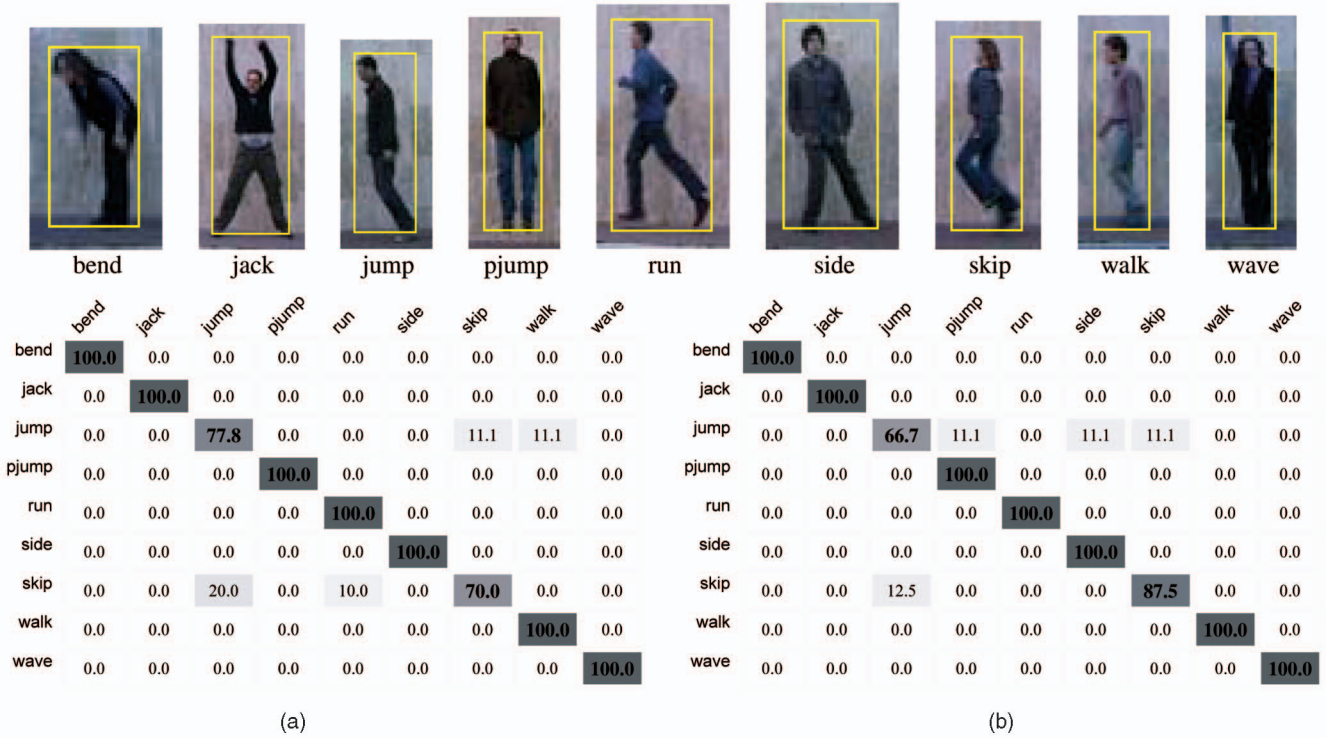 bend jack jump pjump run side skip walk wave
bend jack jump pjump run side skip walk wave
bend 100.0 0.0 0.0 0.0 0.0 0.0 0.0 0.0 0.0
jack 0.0 100.0 0.0 0.0 0.0 0.0 0.0 0.0 0.0
jump 0.0 0.0 77.8 0.0 0.0 0.0 11.1 11.1 0.0
pjump 0.0 0.0 0.0 100.0 0.0 0.0 0.0 0.0 0.0
run 0.0 0.0 0.0 0.0 100.0 0.0 0.0 0.0 0.0
side 0.0 0.0 0.0 0.0 0.0 100.0 0.0 0.0 0.0
skip 0.0 0.0 20.0 0.0 10.0 0.0 70.0 0.0 0.0
walk 0.0 0.0 0.0 0.0 0.0 0.0 0.0 100.0 0.0
wave 0.0 0.0 0.0 0.0 0.0 0.0 0.0 0.0 100.0
(a)
bend jack jump pjump run side skip walk wave
bend 100.0 0.0 0.0 0.0 0.0 0.0 0.0 0.0 0.0
jack 0.0 100.0 0.0 0.0 0.0 0.0 0.0 0.0 0.0
jump 0.0 0.0 66.7 11.1 0.0 11.1 11.1 0.0 0.0
pjump 0.0 0.0 0.0 100.0 0.0 0.0 0.0 0.0 0.0
run 0.0 0.0 0.0 0.0 100.0 0.0 0.0 0.0 0.0
side 0.0 0.0 0.0 0.0 0.0 100.0 0.0 0.0 0.0
skip 0.0 0.0 12.5 0.0 0.0 0.0 87.5 0.0 0.0
walk 0.0 0.0 0.0 0.0 0.0 0.0 0.0 100.0 0.0
wave 0.0 0.0 0.0 0.0 0.0 0.0 0.0 0.0 100.0
(b)